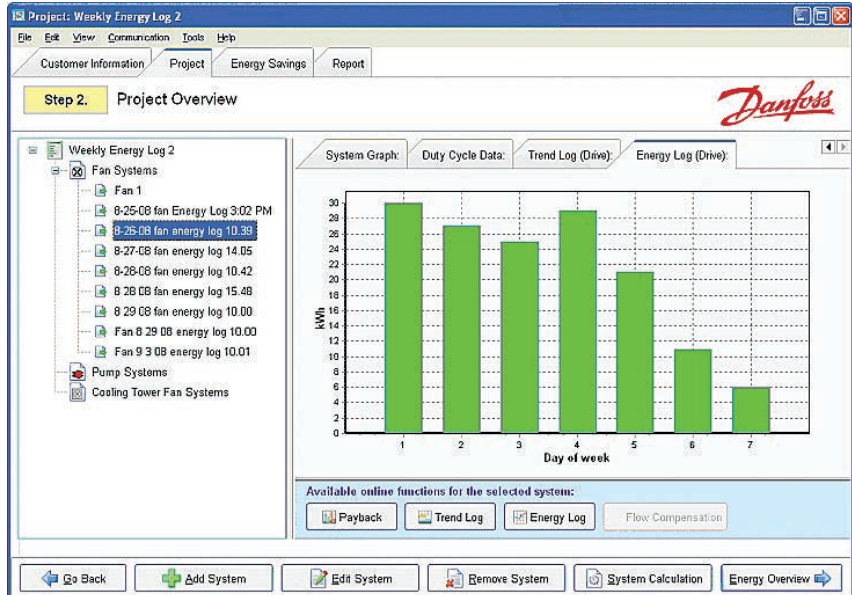 Project: Weekly Energy Log 2
File Edit View Communication Tools Help
Customer Information Project Energy Savings Report
Step 2. Project Overview
Danfoss
Weekly Energy Log 2
Fan Systems
Fan 1
8-25-08 fan Energy Log 3:02 PM
8-26-08 fan energy log 10.39
8-27-08 fan energy log 14.05
8-28-08 fan energy log 10.42
8 28 08 fan energy log 15.48
8 29 08 fan energy log 10.00
Fan 8 29 08 energy log 10.00
Fan 9 3 08 energy log 10.01
Pump Systems
Cooling Tower Fan Systems
System Graph: Duty Cycle Data: Trend Log (Drive): Energy Log (Drive):
30
28
26
24
22
20
18
16
14
12
10
8
6
4
2
0
kWh
1 2 3 4 5 6 7
Day of week
Available online functions for the selected system:
Payback Trend Log Energy Log Flow Compensation
Go Back Add System Edit System Remove System System Calculation Energy Overview